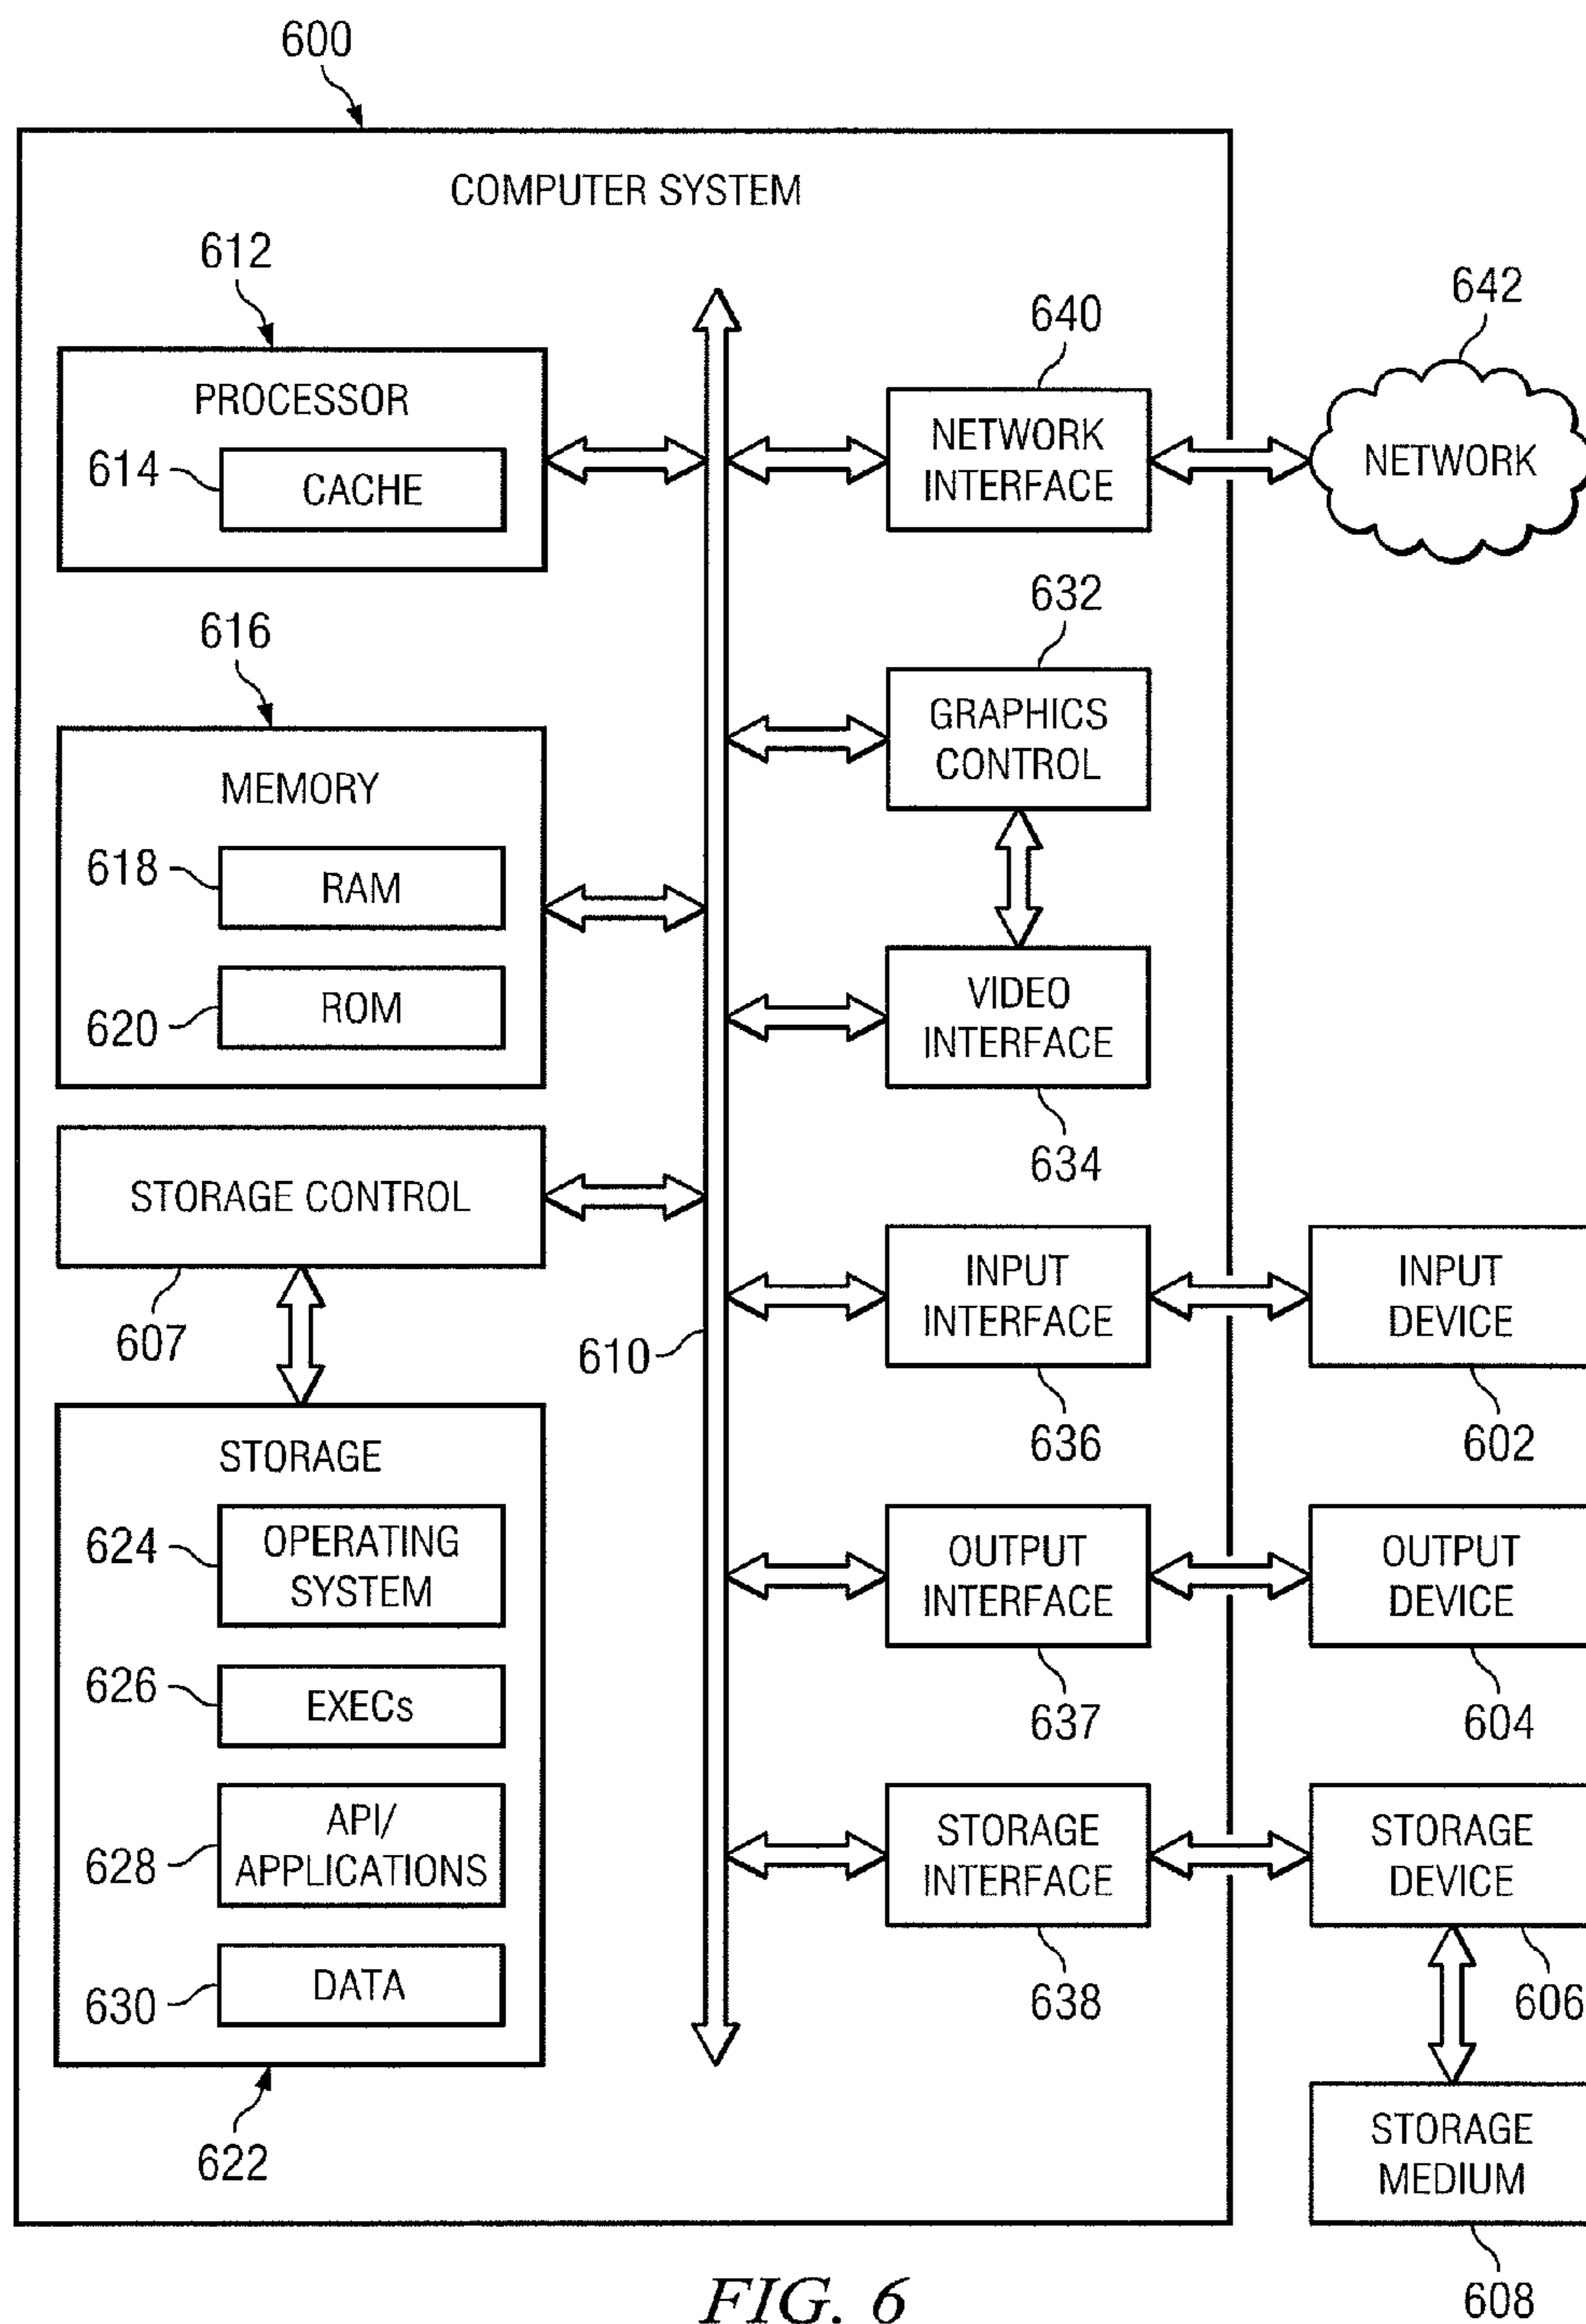 600
COMPUTER SYSTEM
612
PROCESSOR
614
CACHE
616
MEMORY
618
RAM
620
ROM
STORAGE CONTROL
607
STORAGE
624
OPERATING
SYSTEM
626
EXECs
628
API/
APPLICATIONS
630
DATA
622
610
640
NETWORK
INTERFACE
642
NETWORK
632
GRAPHICS
CONTROL
VIDEO
INTERFACE
634
INPUT
INTERFACE
636
INPUT
DEVICE
602
OUTPUT
INTERFACE
637
OUTPUT
DEVICE
604
STORAGE
INTERFACE
638
STORAGE
DEVICE
606
STORAGE
MEDIUM
608
FIG. 6